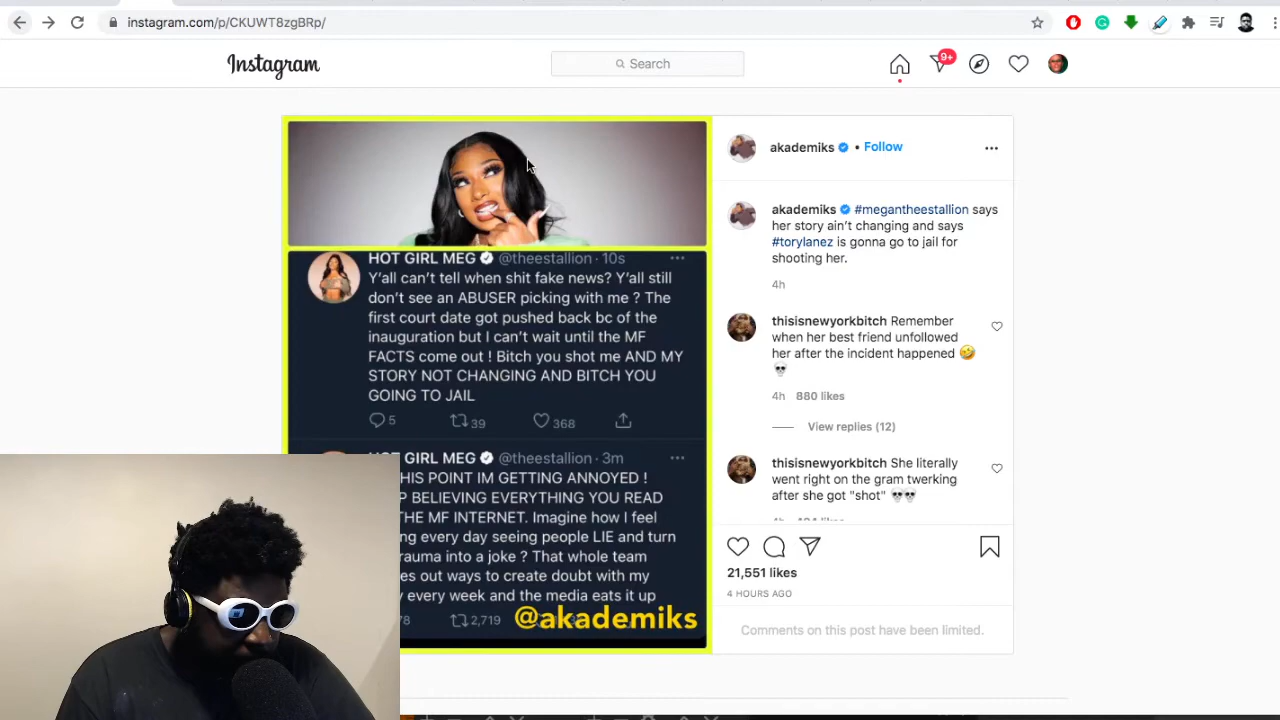 instagram.com/p/CKUWT8zgBRp/
Instagram
Search
9+
HOT GIRL MEG @theestallion · 10s
Y'all can't tell when shit fake news? Y'all still
don't see an ABUSER picking with me ? The
first court date got pushed back bc of the
inauguration but I can't wait until the MF
FACTS come out ! Bitch you shot me AND MY
STORY NOT CHANGING AND BITCH YOU
GOING TO JAIL
5 39 368
HOT GIRL MEG @theestallion · 3m
HIS POINT IM GETTING ANNOYED !
P BELIEVING EVERYTHING YOU READ
THE MF INTERNET. Imagine how I feel
ng every day seeing people LIE and turn
rauma into a joke ? That whole team
es out ways to create doubt with my
y every week and the media eats it up
78 2,719
@akademiks
akademiks • Follow
akademiks #megantheestallion says
her story ain't changing and says
#torylanez is gonna go to jail for
shooting her.
4h
thisisnewyorkbitch Remember
when her best friend unfollowed
her after the incident happened 🤣
💀
4h 880 likes
View replies (12)
thisisnewyorkbitch She literally
went right on the gram twerking
after she got "shot" 💀💀
21,551 likes
4 HOURS AGO
Comments on this post have been limited.